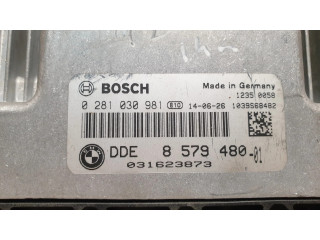 BOSCH
Made in Germany
1235 0058
0 281 030 981 E1C 14-06-26 1039S68482
DDE 8 579 480-01
031623873